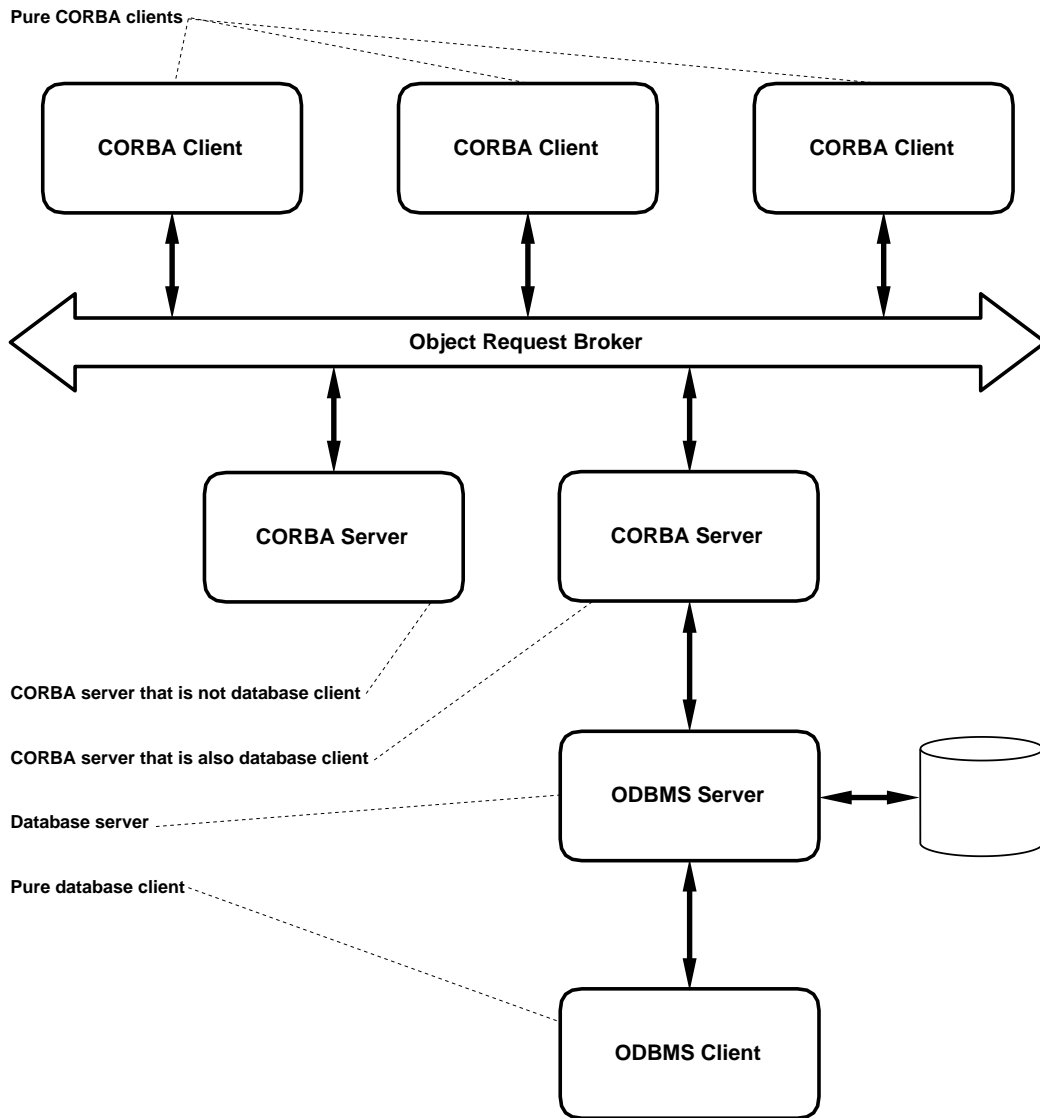 Pure CORBA clients
CORBA Client
CORBA Client
CORBA Client
Object Request Broker
CORBA Server
CORBA Server
CORBA server that is not database client
CORBA server that is also database client
ODBMS Server
Database server
Pure database client
ODBMS Client